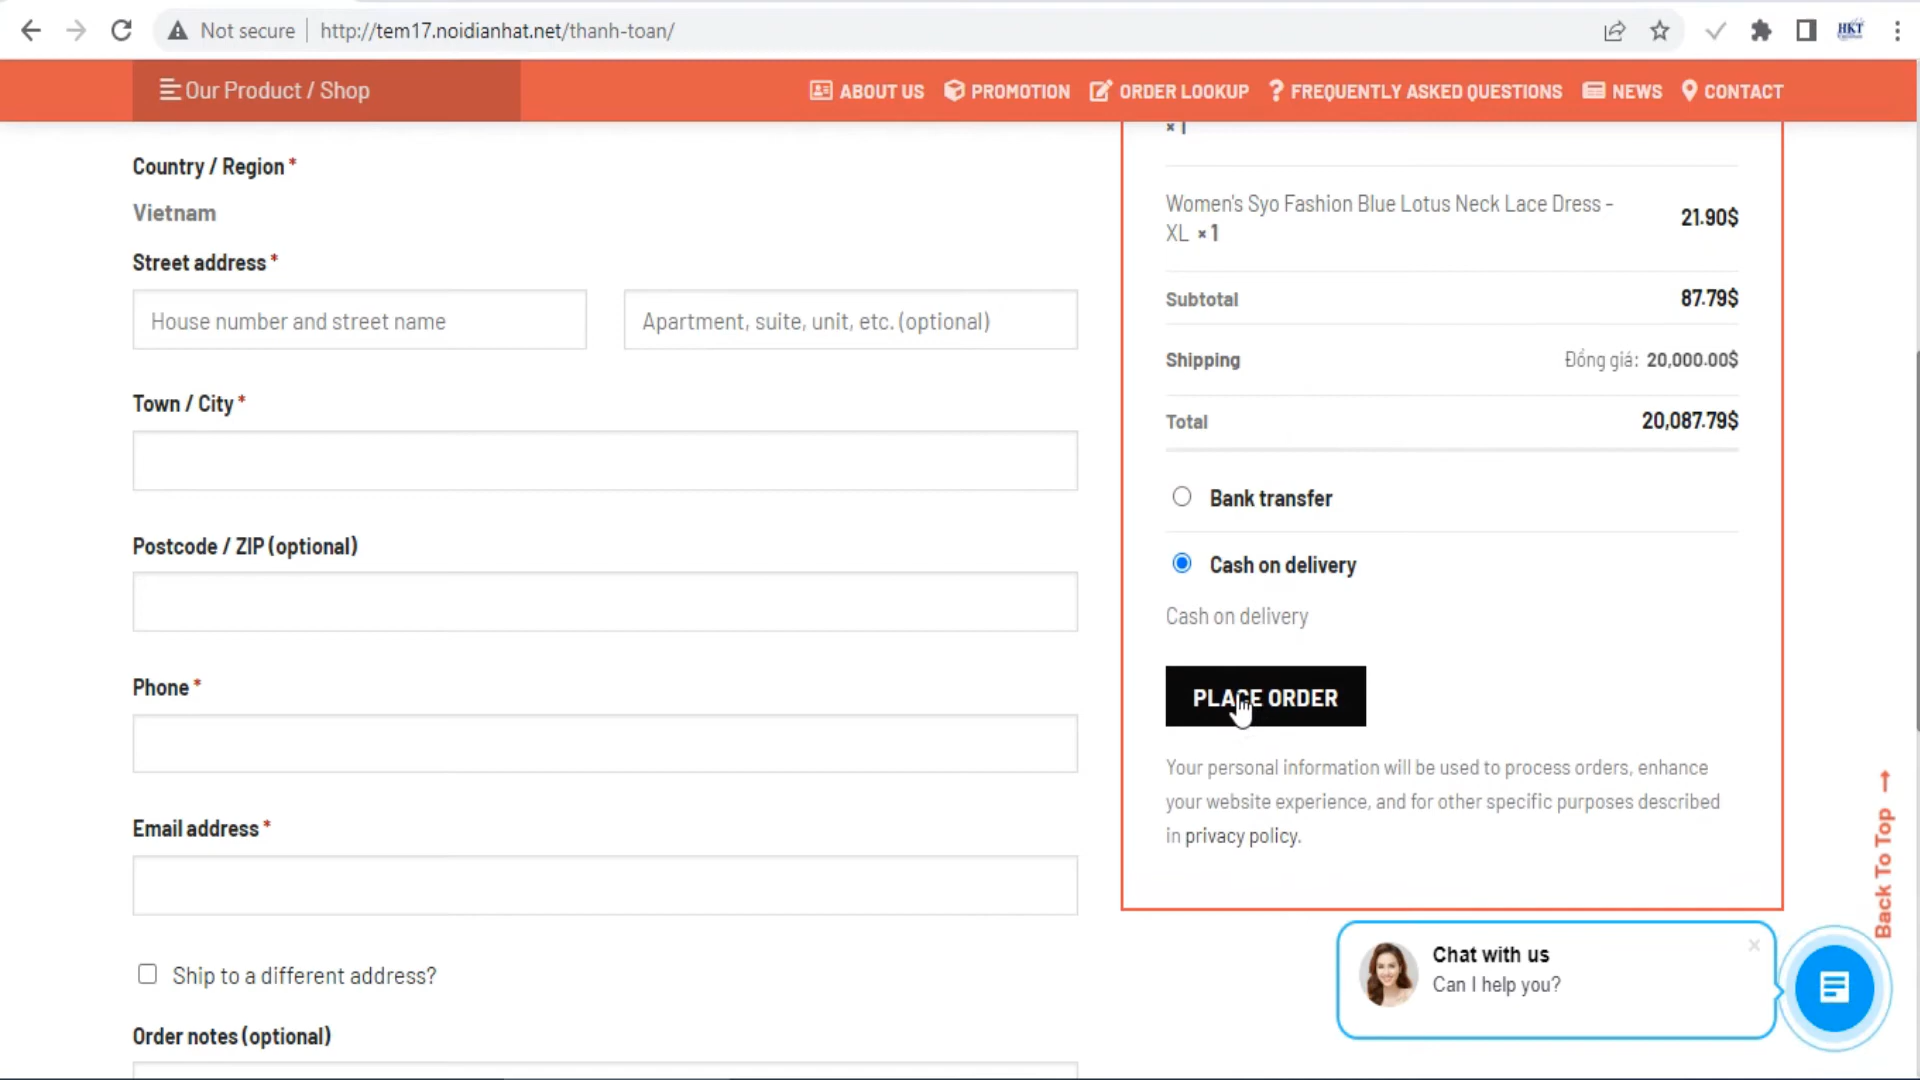 Not secure
http://tem17.noidianhat.net/thanh-toan/
HKT
Our Product / Shop
ABOUT US
PROMOTION
ORDER LOOKUP
FREQUENTLY ASKED QUESTIONS
NEWS
CONTACT
Country / Region *
Vietnam
Street address *
House number and street name
Apartment, suite, unit, etc. (optional)
Town / City *
Postcode / ZIP (optional)
Phone *
Email address *
Ship to a different address?
Order notes (optional)
× 1
Women's Syo Fashion Blue Lotus Neck Lace Dress - 21.90$
XL × 1
Subtotal 87.79$
Shipping Đồng giá: 20,000.00$
Total 20,087.79$
Bank transfer
Cash on delivery
Cash on delivery
PLACE ORDER
Your personal information will be used to process orders, enhance
your website experience, and for other specific purposes described
in privacy policy.
Back To Top
Chat with us
Can I help you?